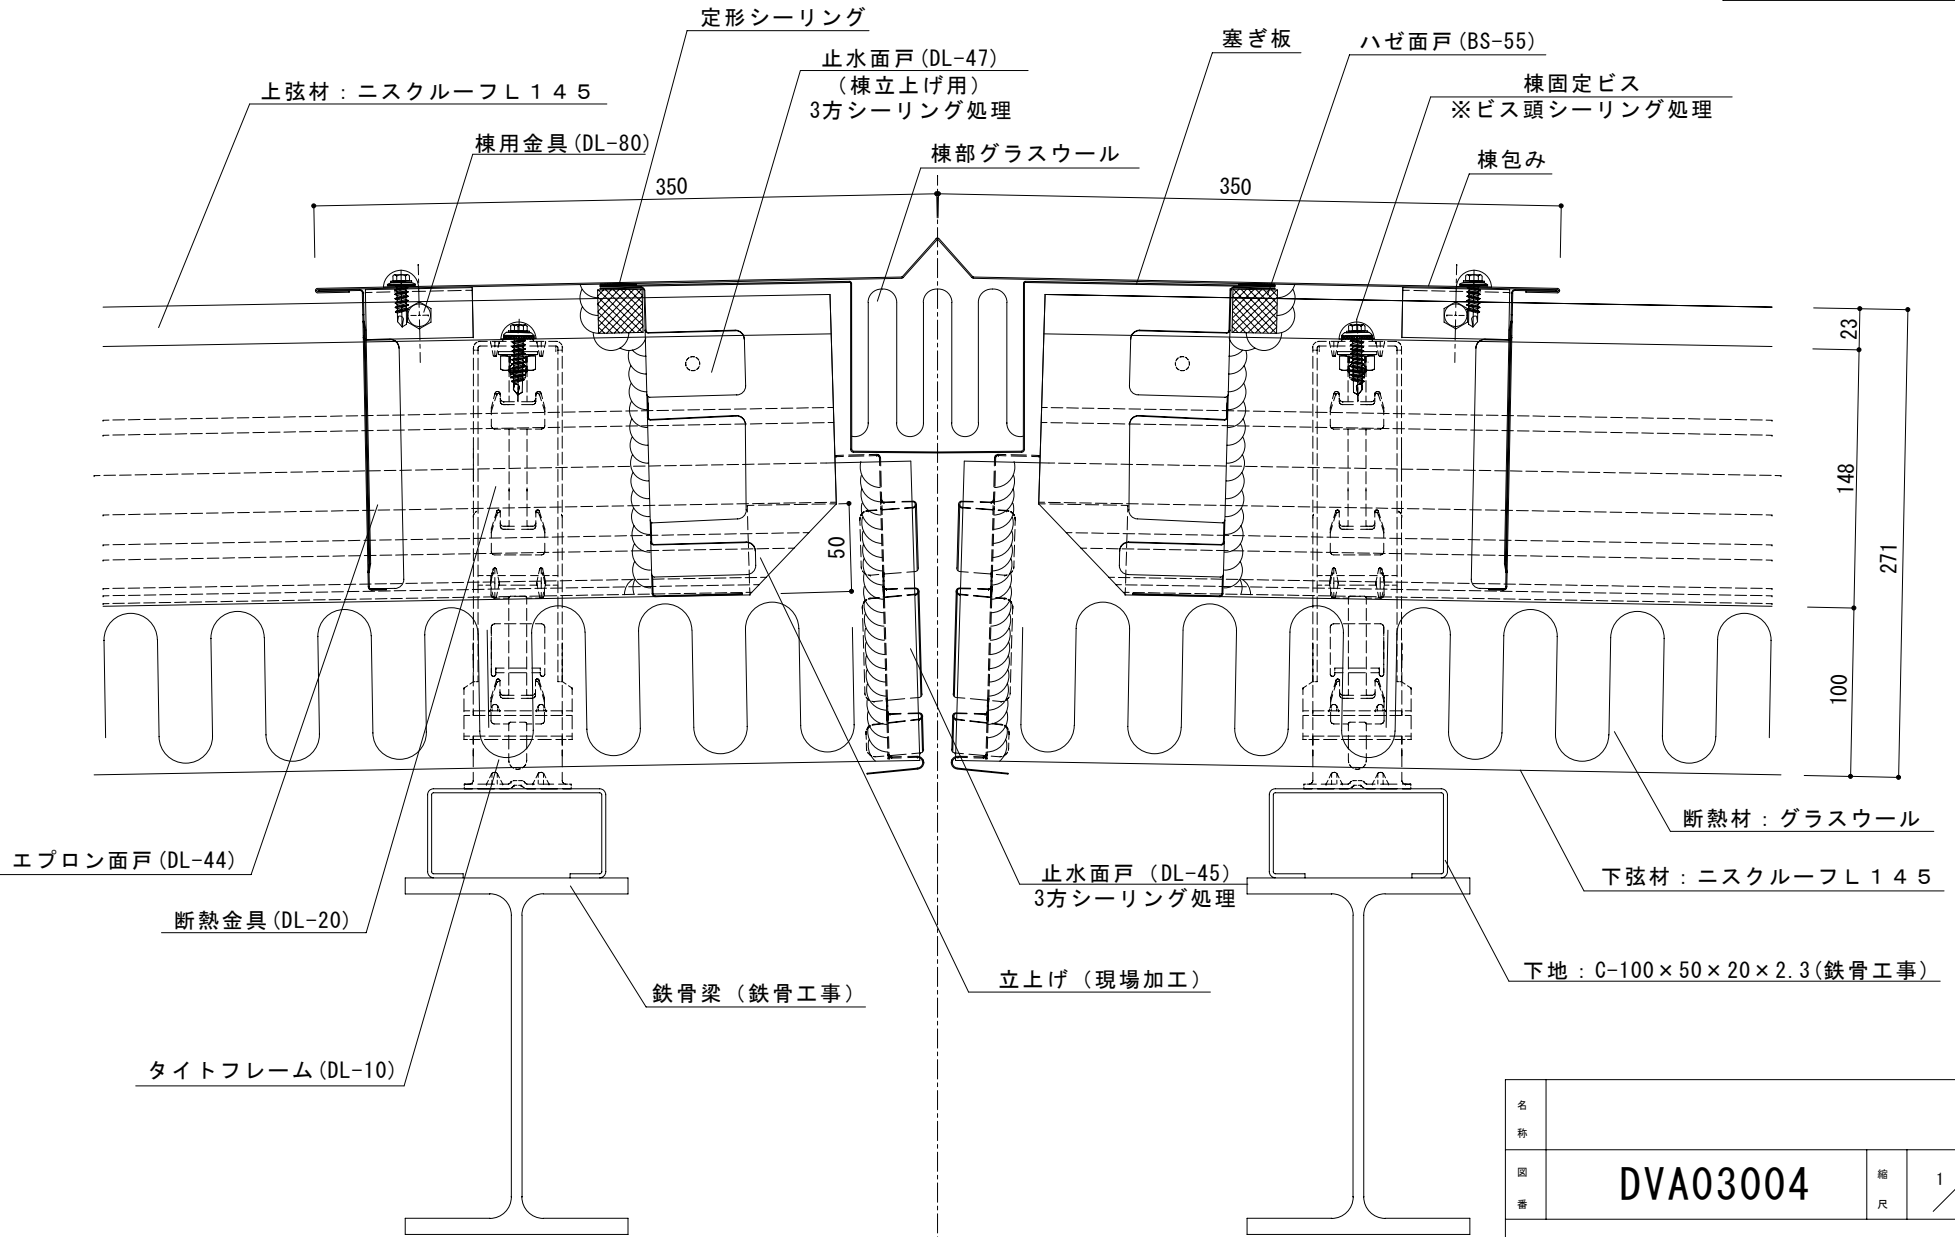 定形シーリング
止水面戸(DL-47)
(棟立上げ用)
3方シーリング処理
塞ぎ板
ハゼ面戸(BS-55)
棟固定ビス
※ビス頭シーリング処理
上弦材：ニスクルーフＬ１４５
棟用金具(DL-80)
棟部グラスウール
棟包み
350
350
23
148
271
50
100
断熱材：グラスウール
エプロン面戸(DL-44)
止水面戸（DL-45）
3方シーリング処理
下弦材：ニスクルーフＬ１４５
断熱金具(DL-20)
鉄骨梁（鉄骨工事）
立上げ（現場加工）
下地：C-100×50×20×2.3(鉄骨工事)
タイトフレーム(DL-10)
名称
図番
DVA03004
縮尺
1/